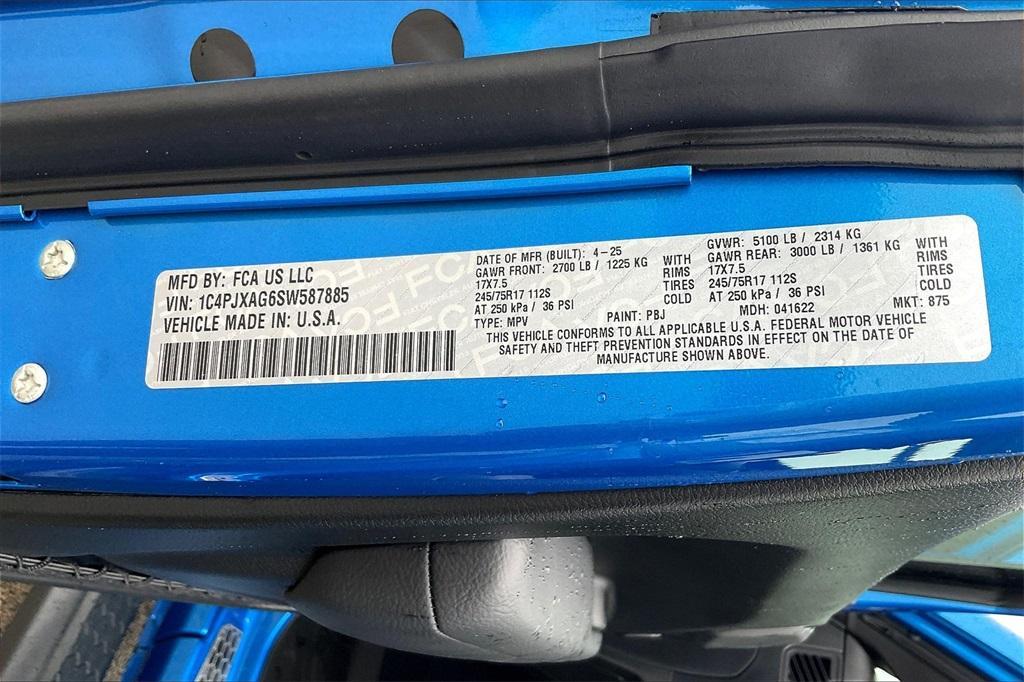 MFD BY: FCA US LLC
VIN: 1C4PJXAG6SW587885
VEHICLE MADE IN: U.S.A.
DATE OF MFR (BUILT): 4-25
GAWR FRONT: 2700 LB / 1225 KG WITH
17X7.5 RIMS
245/75R17 112S TIRES
AT 250 kPa / 36 PSI COLD
TYPE: MPV PAINT: PBJ
GVWR: 5100 LB / 2314 KG
GAWR REAR: 3000 LB / 1361 KG WITH
17X7.5 RIMS
245/75R17 112S TIRES
AT 250 kPa / 36 PSI COLD
MDH: 041622 MKT: 875
THIS VEHICLE CONFORMS TO ALL APPLICABLE U.S.A. FEDERAL MOTOR VEHICLE
SAFETY AND THEFT PREVENTION STANDARDS IN EFFECT ON THE DATE OF
MANUFACTURE SHOWN ABOVE.